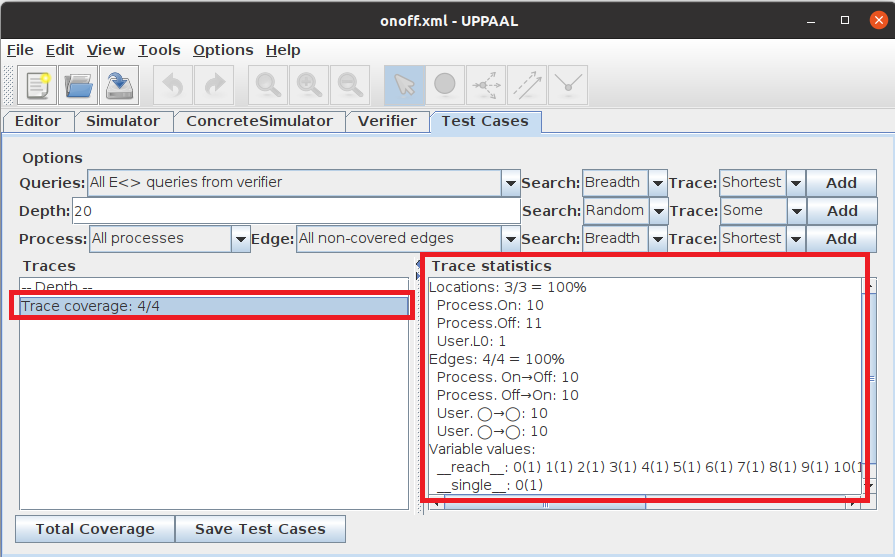 onoff.xml - UPPAAL
File Edit View Tools Options Help
Editor Simulator ConcreteSimulator Verifier Test Cases
Options
Queries: All E<> queries from verifier Search: Breadth Trace: Shortest Add
Depth: 20 Search: Random Trace: Some Add
Process: All processes Edge: All non-covered edges Search: Breadth Trace: Shortest Add
Traces
-- Depth --
Trace coverage: 4/4
Trace statistics
Locations: 3/3 = 100%
Process.On: 10
Process.Off: 11
User.L0: 1
Edges: 4/4 = 100%
Process. On→Off: 10
Process. Off→On: 10
User. ◯→◯: 10
User. ◯→◯: 10
Variable values:
__reach__: 0(1) 1(1) 2(1) 3(1) 4(1) 5(1) 6(1) 7(1) 8(1) 9(1) 10(1
__single__: 0(1)
Total Coverage Save Test Cases